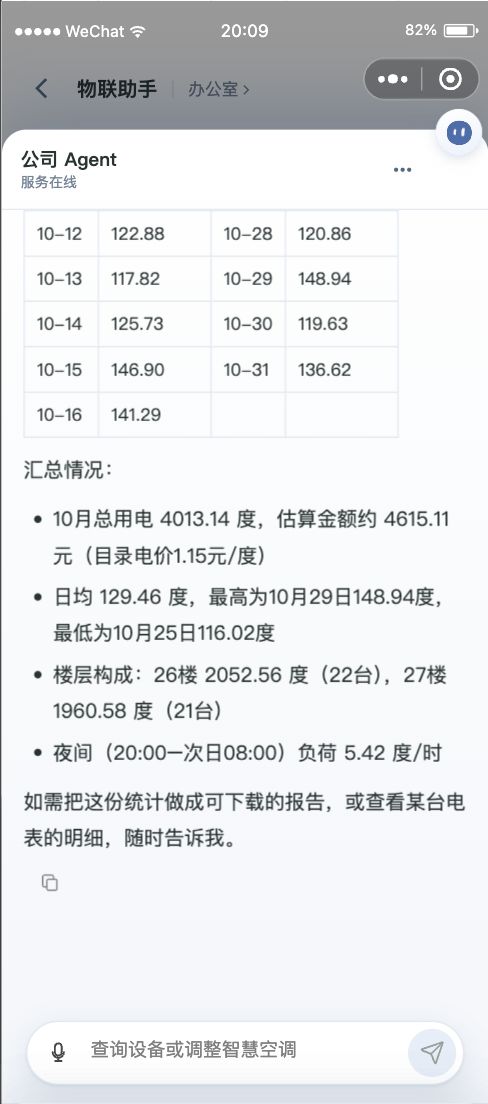 WeChat 20:09 82%
物联助手 办公室
公司 Agent
服务在线
10-12 122.88 10-28 120.86
10-13 117.82 10-29 148.94
10-14 125.73 10-30 119.63
10-15 146.90 10-31 136.62
10-16 141.29
汇总情况：
• 10月总用电 4013.14 度，估算金额约 4615.11
元（目录电价1.15元/度）
• 日均 129.46 度，最高为10月29日148.94度，
最低为10月25日116.02度
• 楼层构成：26楼 2052.56 度（22台），27楼
1960.58 度（21台）
• 夜间（20:00一次日08:00）负荷 5.42 度/时
如需把这份统计做成可下载的报告，或查看某台电
表的明细，随时告诉我。
查询设备或调整智慧空调